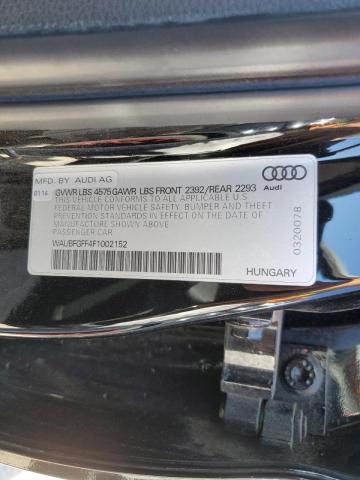 MFD. BY AUDI AG
01.16 GVWR LBS 4575 GAWR LBS FRONT 2392/REAR 2293
THIS VEHICLE CONFORMS TO ALL APPLICABLE U.S.
FEDERAL MOTOR VEHICLE SAFETY, BUMPER AND THEFT
PREVENTION STANDARDS IN EFFECT ON THE DATE OF
MANUFACTURE SHOWN ABOVE
WAUBFGFF4F1002152
PASSENGER CAR
Audi
0320078
HUNGARY